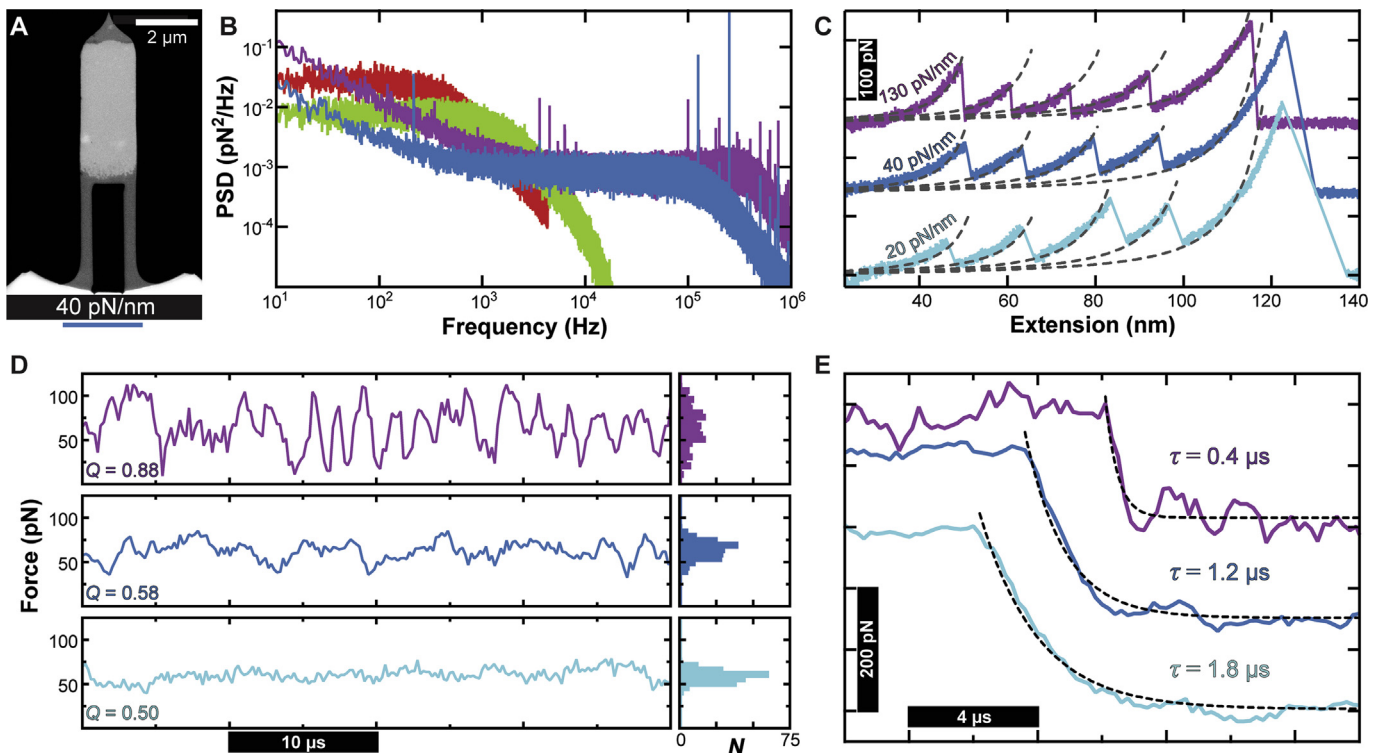 A
2 µm
40 pN/nm
B
PSD (pN²/Hz)
10⁻¹
10⁻²
10⁻³
10⁻⁴
10¹
10²
10³
10⁴
10⁵
10⁶
Frequency (Hz)
C
100 pN
130 pN/nm
40 pN/nm
20 pN/nm
40
60
80
100
120
140
Extension (nm)
D
Force (pN)
100
50
Q = 0.88
100
50
Q = 0.58
100
50
Q = 0.50
10 µs
0
N
75
E
τ = 0.4 µs
τ = 1.2 µs
τ = 1.8 µs
200 pN
4 µs